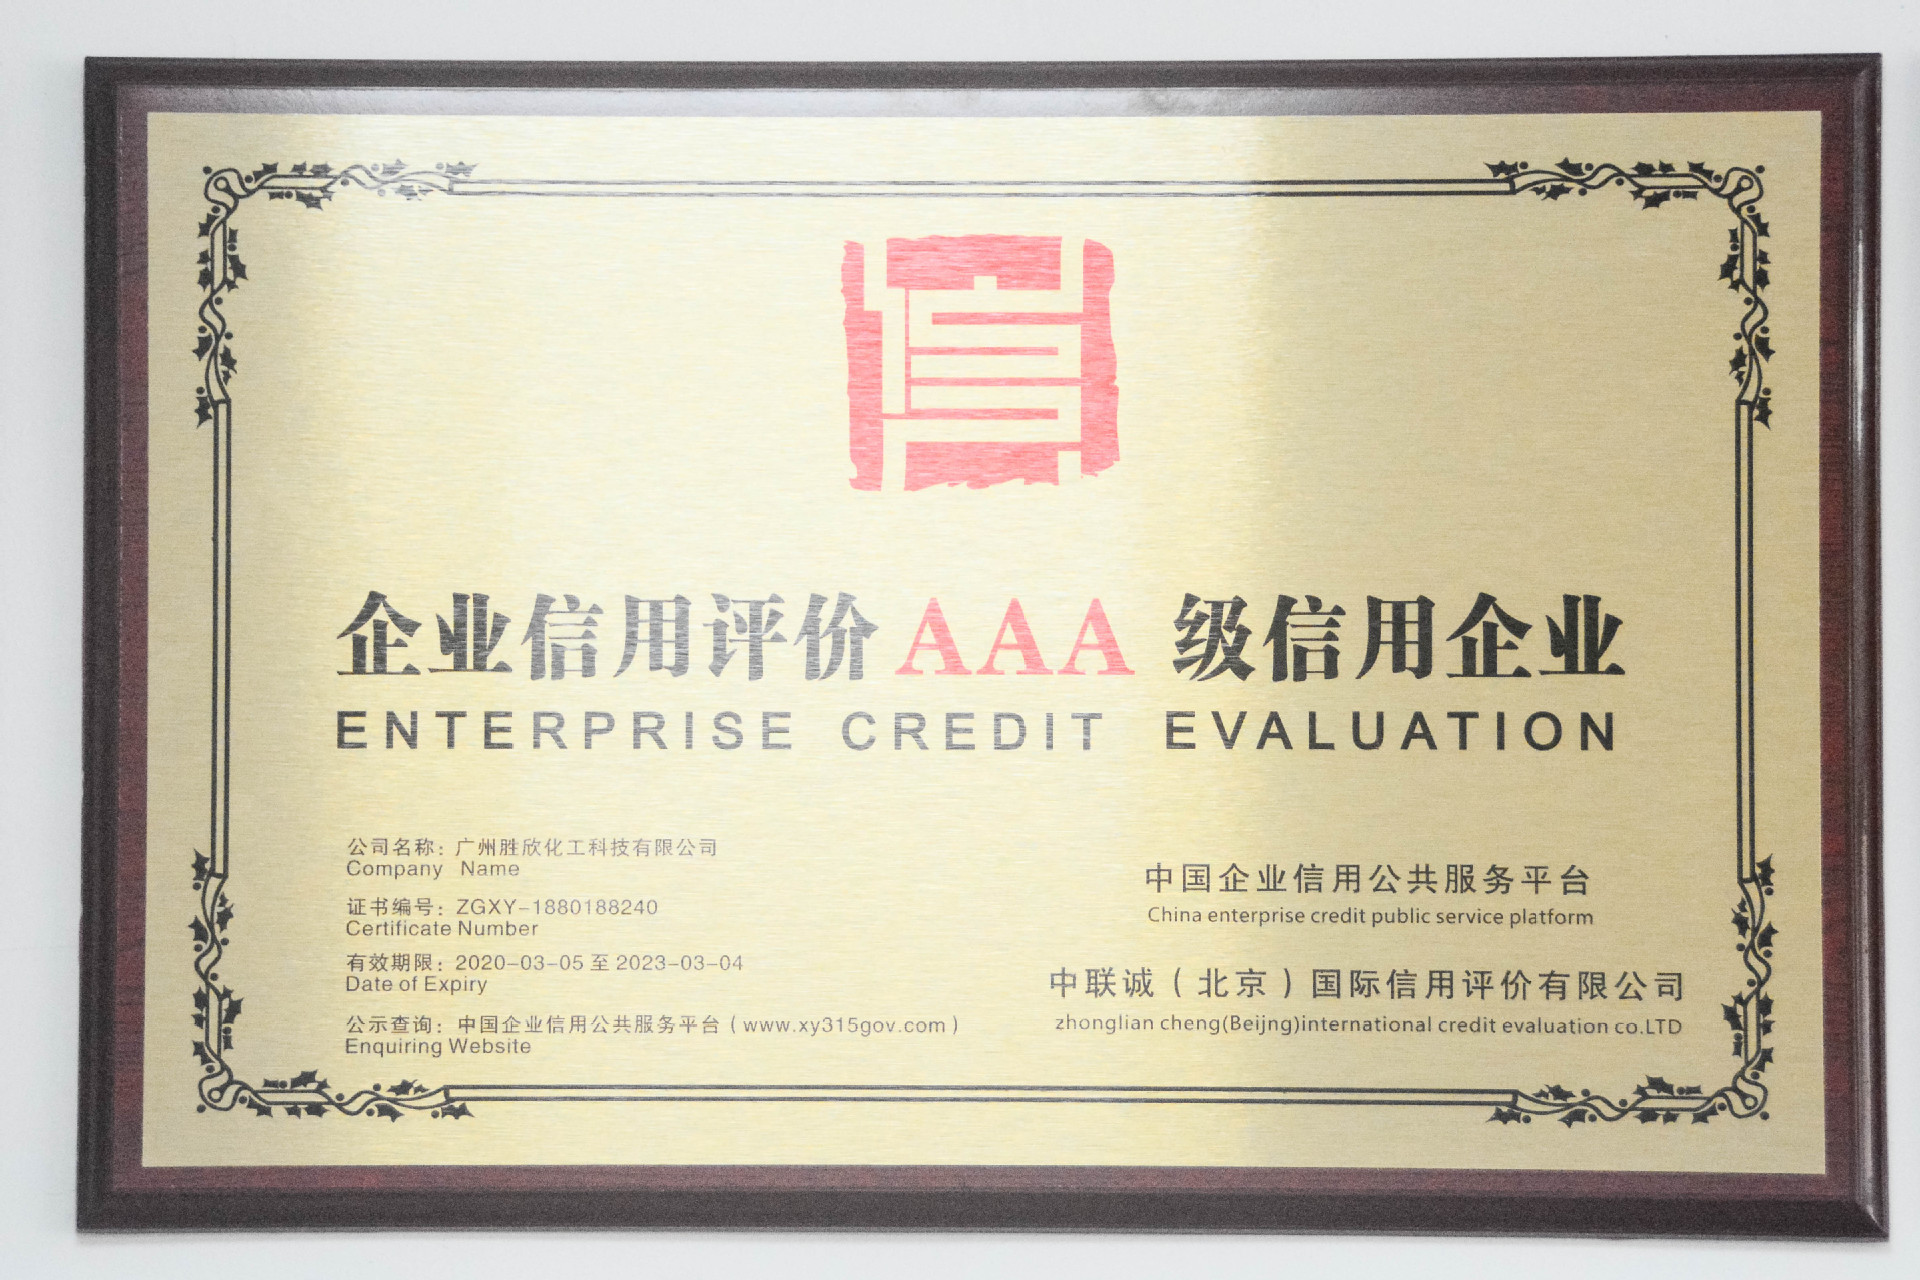 信
企业信用评价AAA级信用企业
ENTERPRISE CREDIT EVALUATION
公司名称：广州胜欣化工科技有限公司
Company Name
证书编号：ZGXY-1880188240
Certificate Number
有效期限：2020-03-05至2023-03-04
Date of Expiry
公示查询：中国企业信用公共服务平台（www.xy315gov.com）
Enquiring Website
中国企业信用公共服务平台
China enterprise credit public service platform
中联诚（北京）国际信用评价有限公司
zhonglian cheng(Beijng)international credit evaluation co.LTD